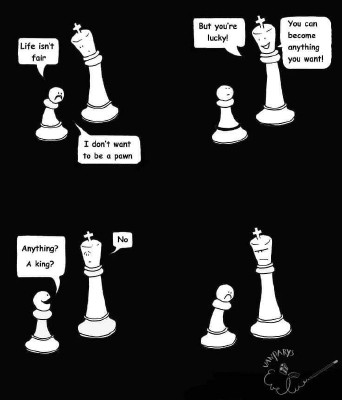 Life isn't
fair
I don't want
to be a pawn
But you're
lucky!
You can
become
anything
you want!
Anything?
A king?
No